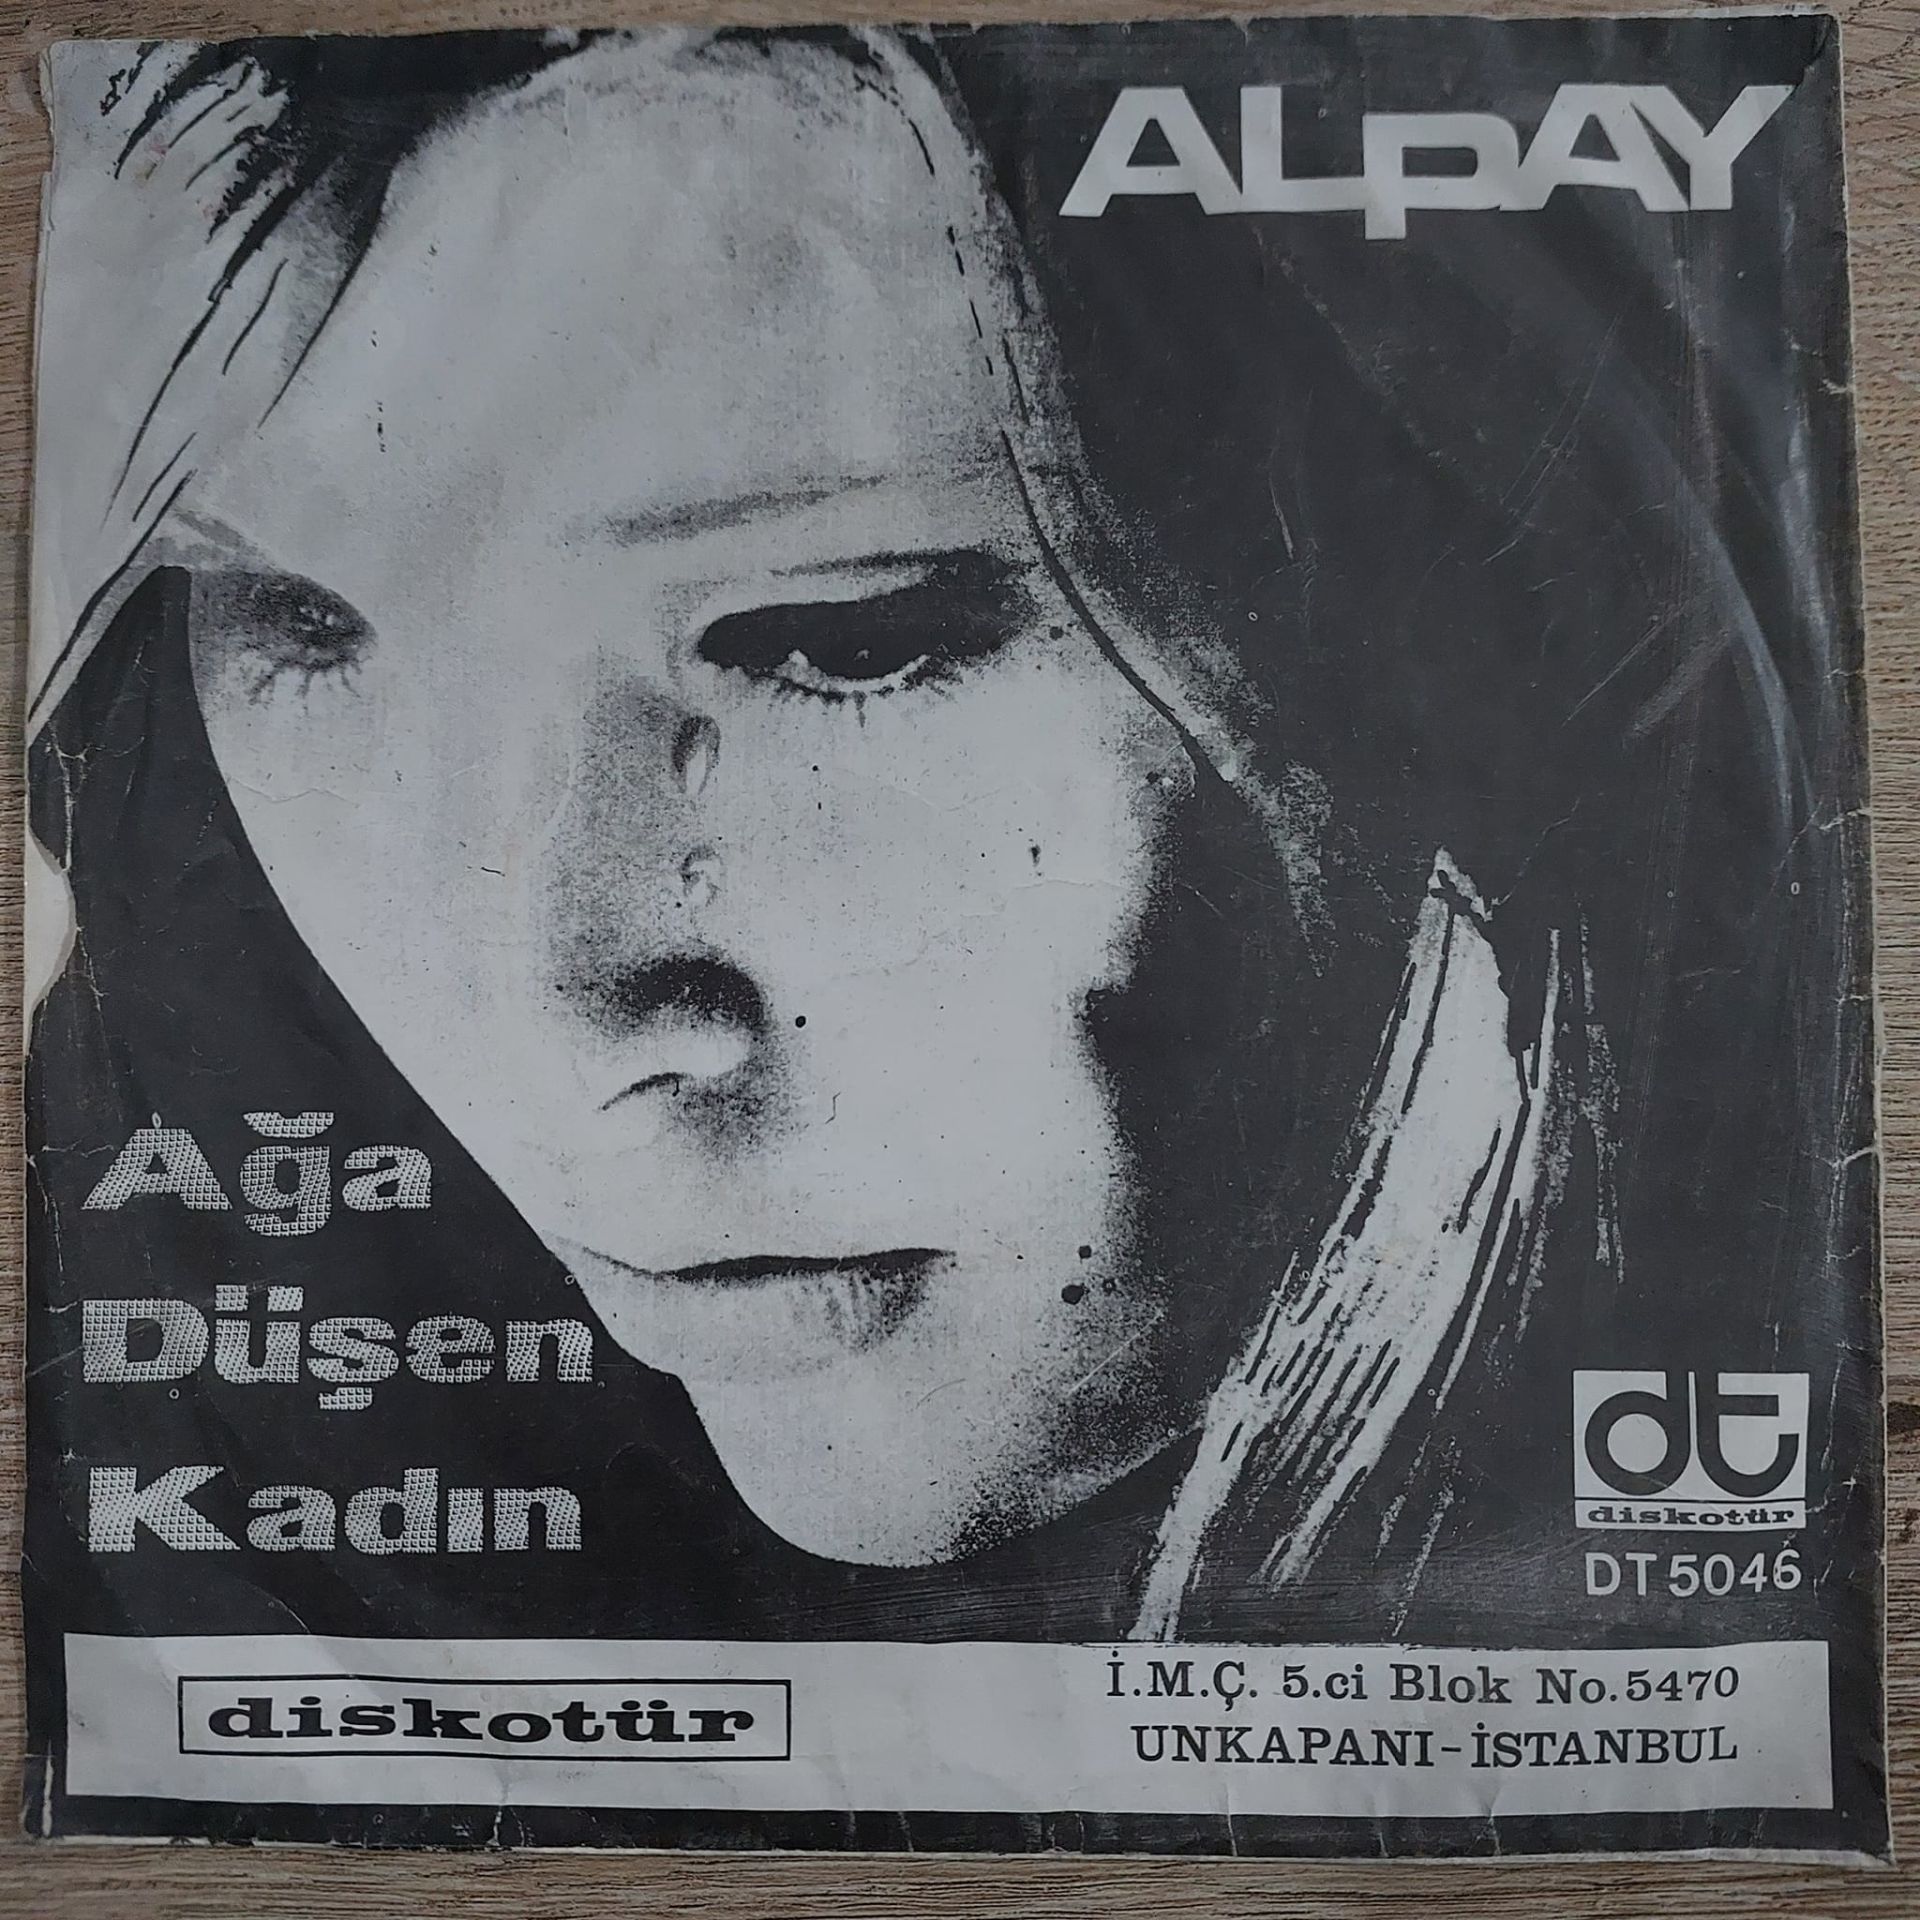 ALPAY
Ağa
Düşen
Kadın
dt
diskotür
DT 5046
diskotür
İ.M.Ç. 5.ci Blok No.5470
UNKAPANI-İSTANBUL